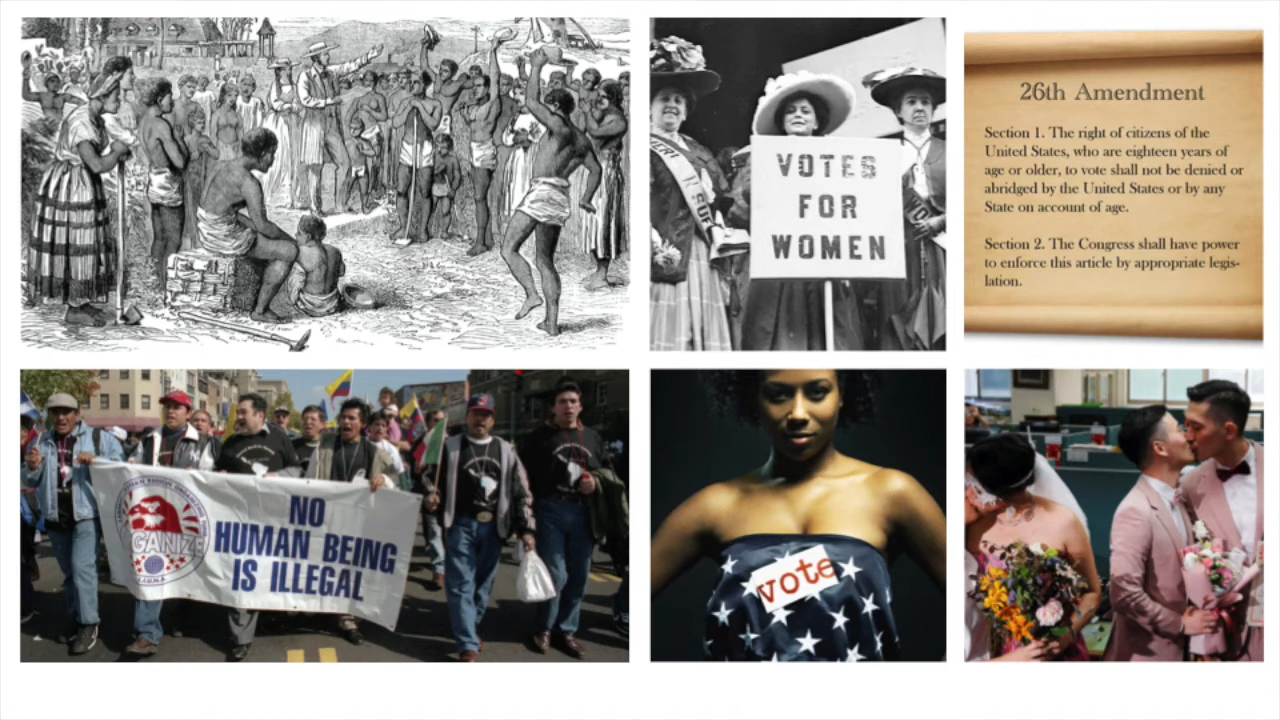 VOTES
FOR
WOMEN
26th Amendment
Section 1. The right of citizens of the
United States, who are eighteen years of
age or older, to vote shall not be denied or
abridged by the United States or by any
State on account of age.
Section 2. The Congress shall have power
to enforce this article by appropriate legis-
lation.
NO
HUMAN BEING
IS ILLEGAL
vote